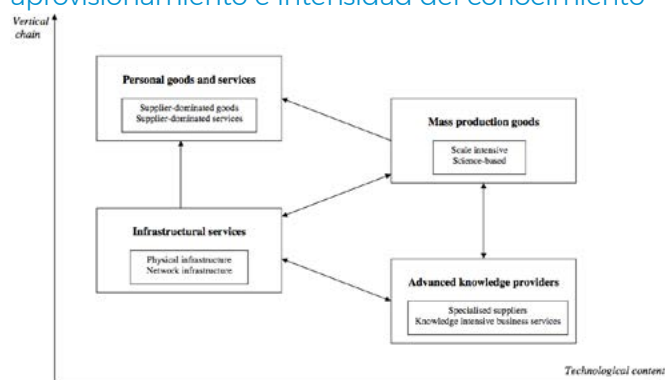 aprovisionamiento e intensidad del conocimiento
Vertical
chain
Personal goods and services
Supplier-dominated goods
Supplier-dominated services
Mass production goods
Scale intensive
Science-based
Infrastructural services
Physical infrastructure
Network infrastructure
Advanced knowledge providers
Specialised suppliers
Knowledge intensive business services
Technological content